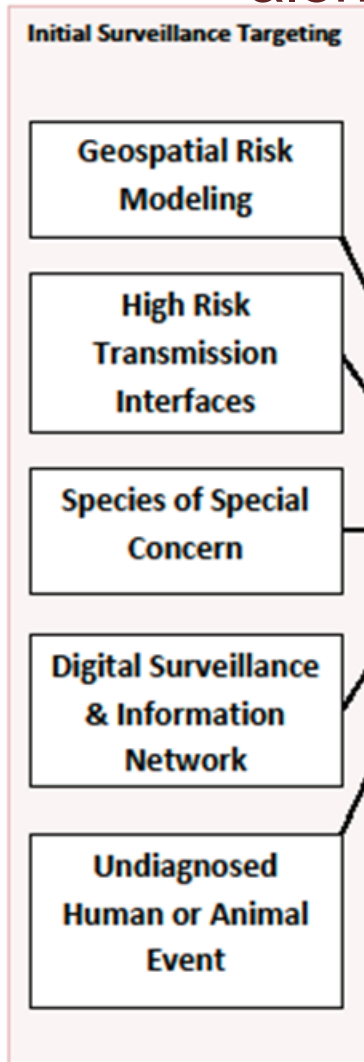 Initial Surveillance Targeting
Geospatial Risk
Modeling
High Risk
Transmission
Interfaces
Species of Special
Concern
Digital Surveillance
& Information
Network
Undiagnosed
Human or Animal
Event